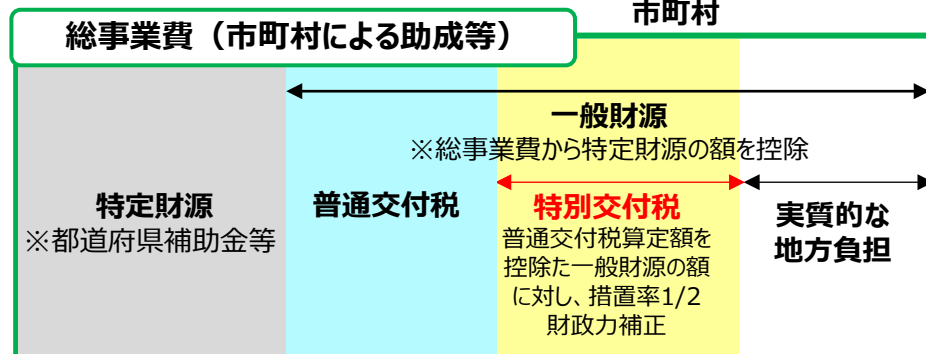 市町村
総事業費（市町村による助成等）
一般財源
※総事業費から特定財源の額を控除
特定財源
※都道府県補助金等
普通交付税
特別交付税
普通交付税算定額を
控除た一般財源の額
に対し、措置率1/2
財政力補正
実質的な
地方負担